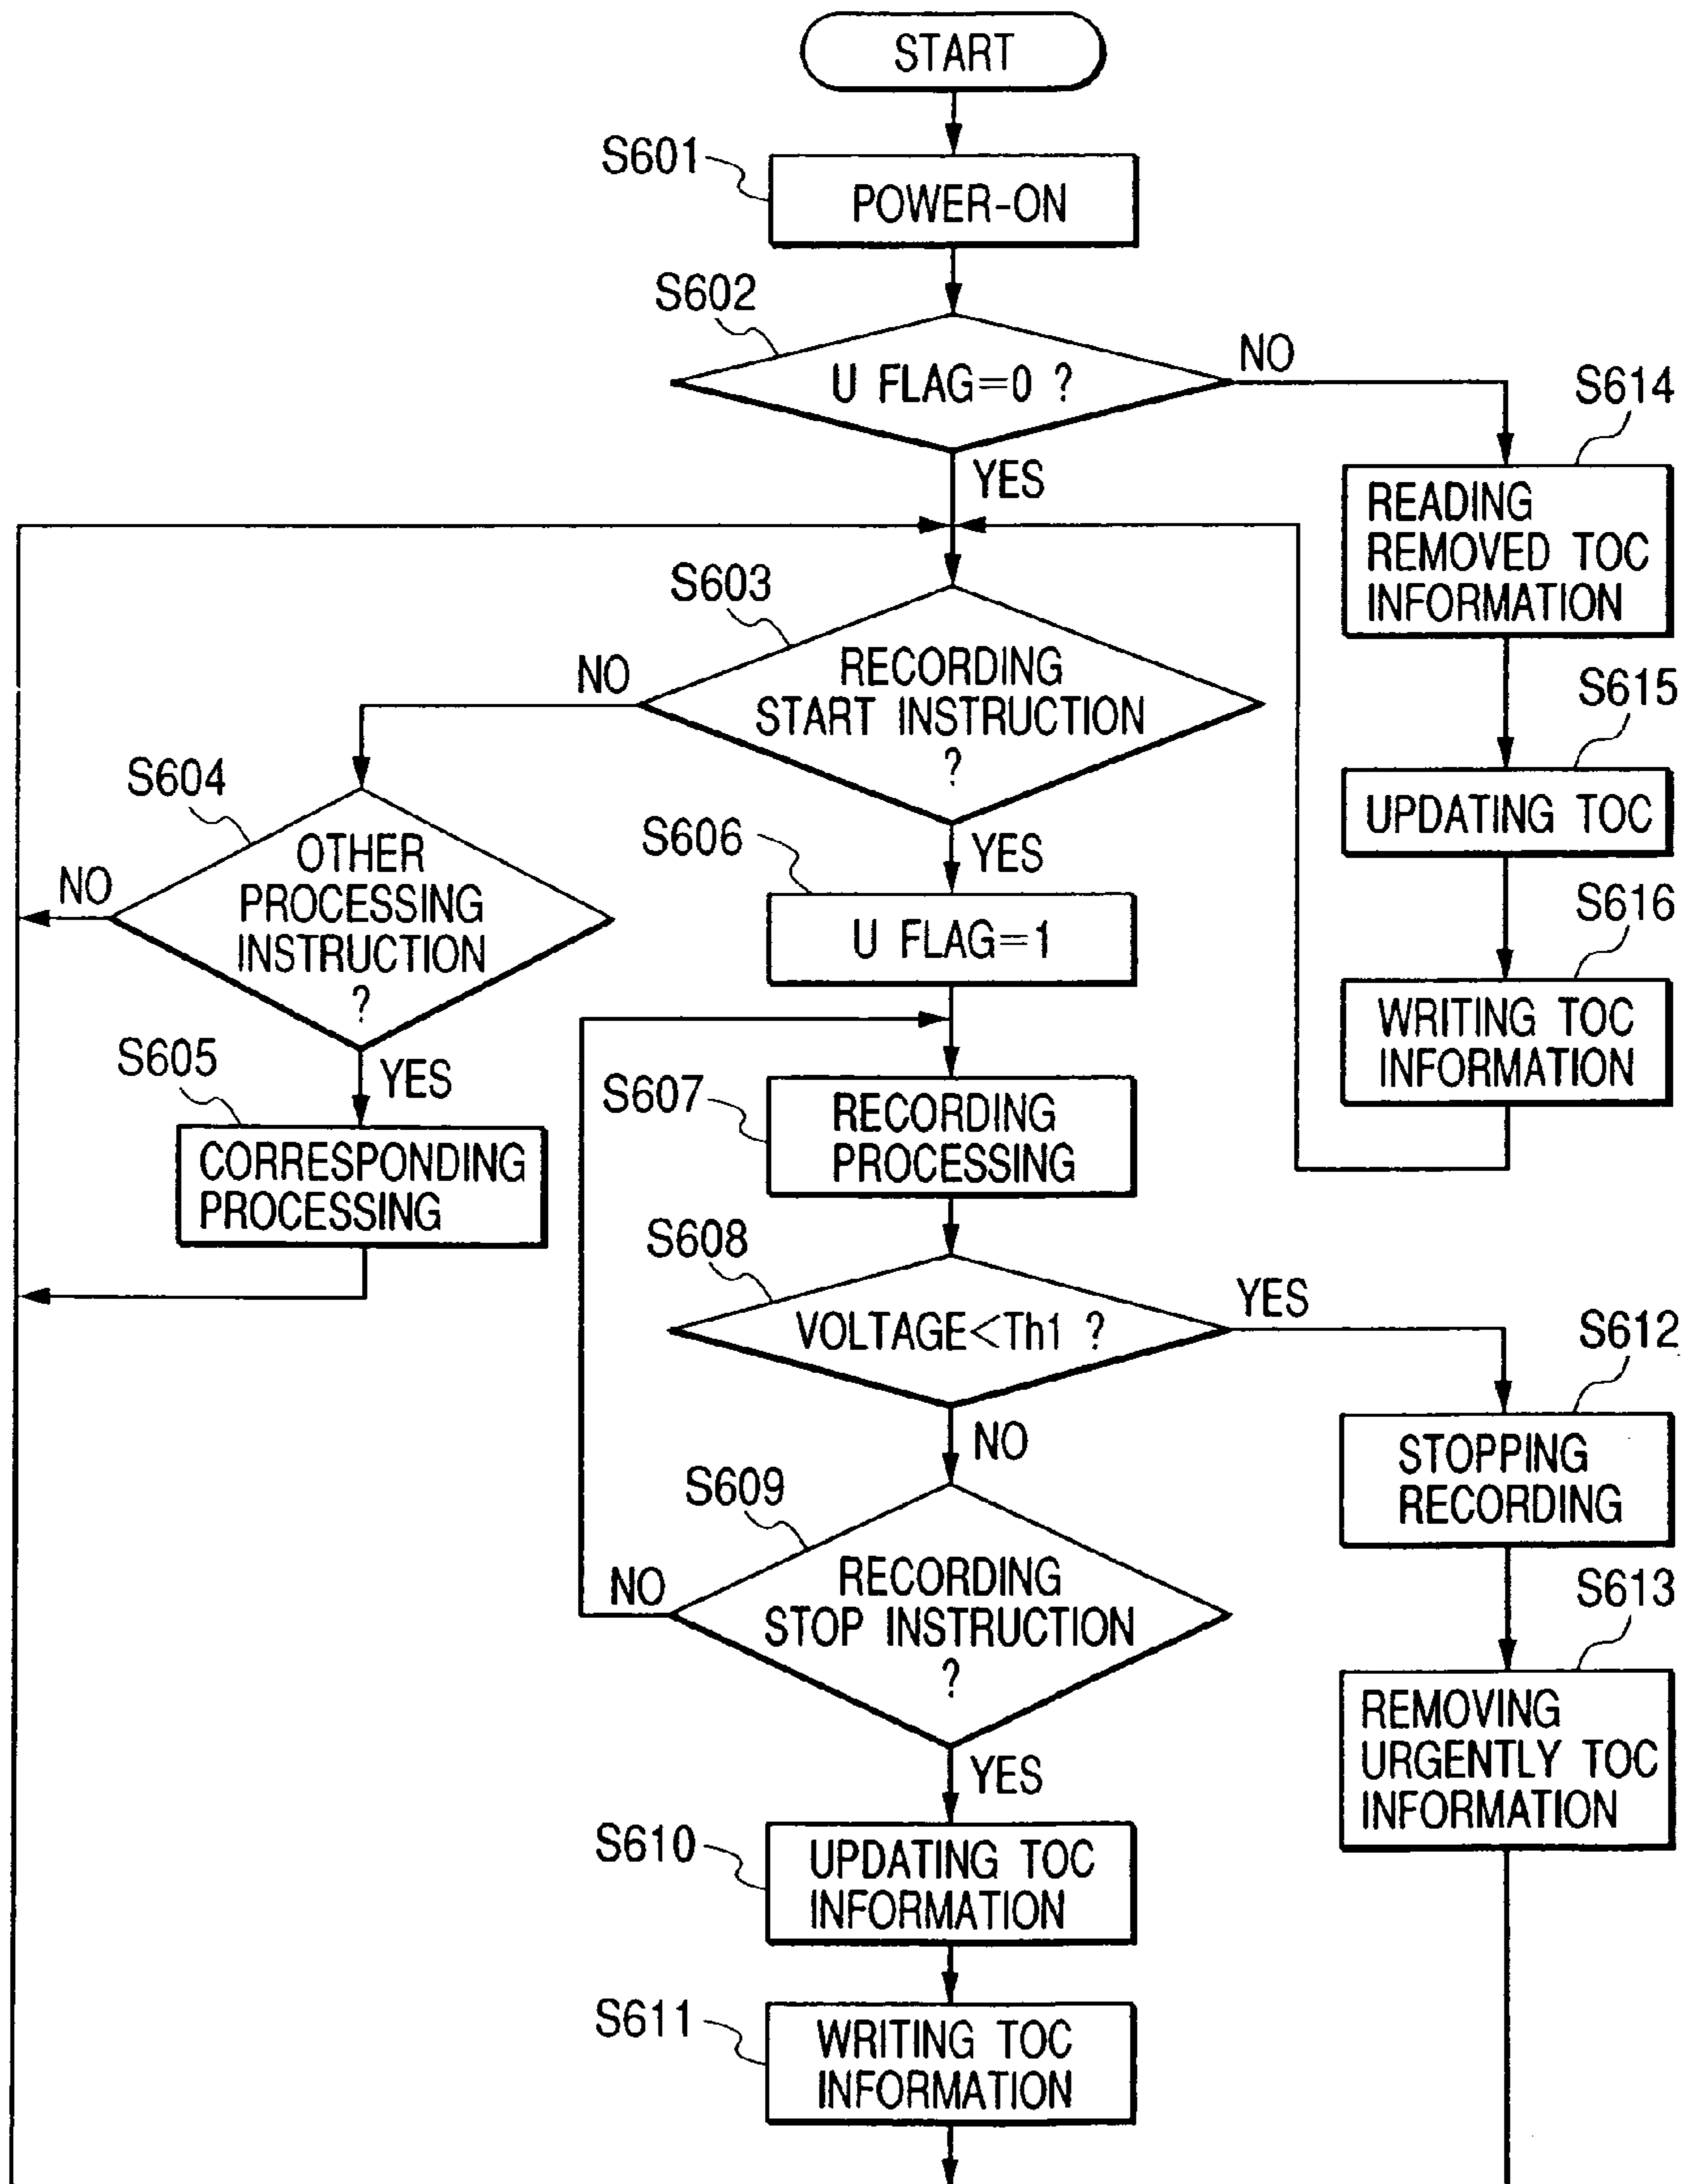 START
S601
POWER-ON
S602
U FLAG=0 ?
NO
YES
S614
READING
REMOVED TOC
INFORMATION
S603
RECORDING
START INSTRUCTION
?
NO
YES
S615
UPDATING TOC
S604
OTHER
PROCESSING
INSTRUCTION
?
NO
YES
S606
U FLAG=1
S616
WRITING TOC
INFORMATION
S605
CORRESPONDING
PROCESSING
S607
RECORDING
PROCESSING
S608
VOLTAGE<Th1 ?
YES
NO
S612
STOPPING
RECORDING
S609
RECORDING
STOP INSTRUCTION
?
NO
YES
S613
REMOVING
URGENTLY TOC
INFORMATION
S610
UPDATING TOC
INFORMATION
S611
WRITING TOC
INFORMATION